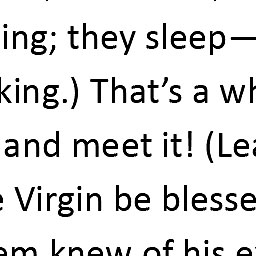 ing; they sleep—
king.) That’s a wh
and meet it! (Lea
e Virgin be blesse
em knew of his e